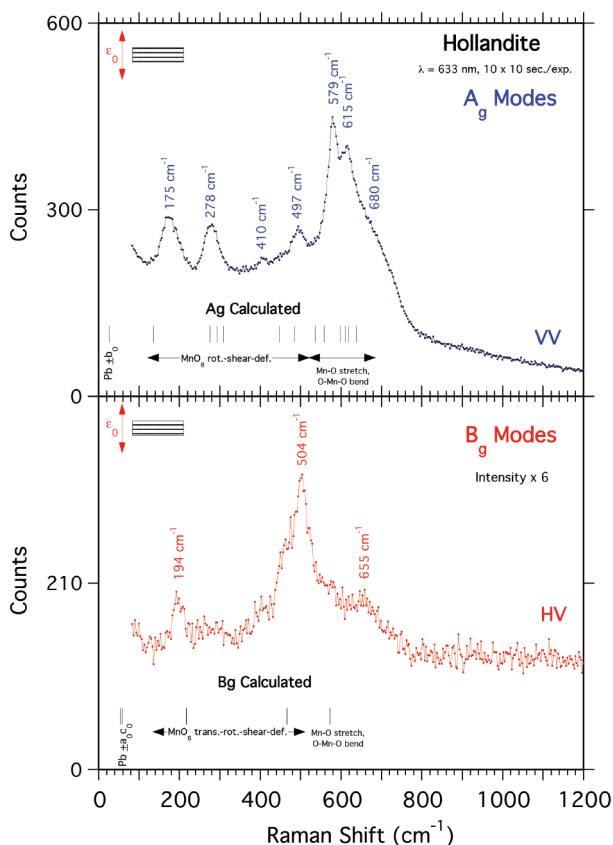 600
ε0
Hollandite
λ = 633 nm, 10 x 10 sec./exp.
Ag Modes
579 cm-1
615 cm-1
175 cm-1
278 cm-1
410 cm-1
497 cm-1
680 cm-1
Counts
300
Ag Calculated
VV
Pb ±b0
MnO6 rot.-shear-def.
Mn-O stretch,
O-Mn-O bend
0
ε0
Bg Modes
504 cm-1
Intensity x 6
194 cm-1
655 cm-1
Counts
210
HV
Bg Calculated
Pb ±a0c0
MnO6 trans.-rot.-shear-def.
Mn-O stretch,
O-Mn-O bend
0
0 200 400 600 800 1000 1200
Raman Shift (cm-1)